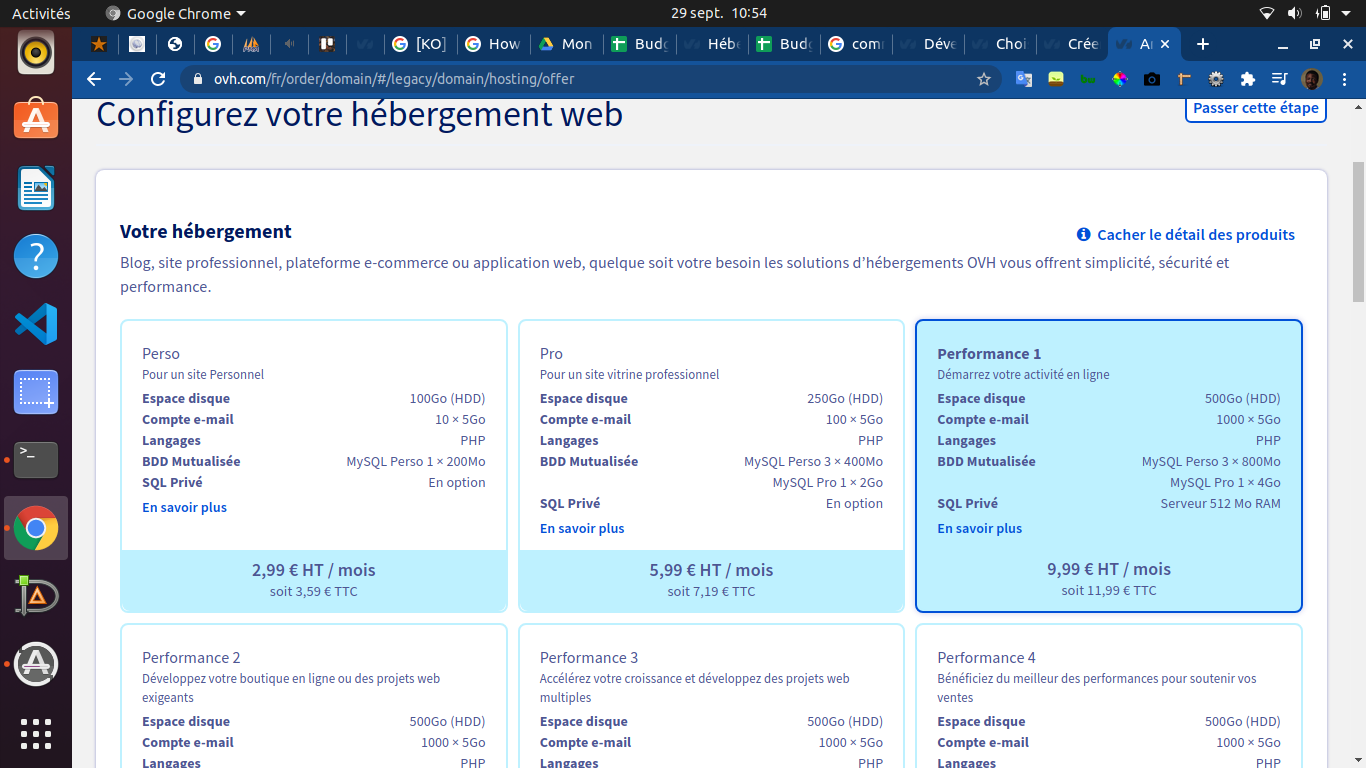 Activités Google Chrome 29 sept. 10:54
[KO] How Mon Budg Héb Budg com Déve Choi Crée A
ovh.com/fr/order/domain/#/legacy/domain/hosting/offer
Configurez votre hébergement web
Passer cette étape
Votre hébergement
Cacher le détail des produits
Blog, site professionnel, plateforme e-commerce ou application web, quelque soit votre besoin les solutions d’hébergements OVH vous offrent simplicité, sécurité et
performance.
Perso
Pour un site Personnel
Espace disque 100Go (HDD)
Compte e-mail 10 × 5Go
Langages PHP
BDD Mutualisée MySQL Perso 1 × 200Mo
SQL Privé En option
En savoir plus
2,99 € HT / mois
soit 3,59 € TTC
Pro
Pour un site vitrine professionnel
Espace disque 250Go (HDD)
Compte e-mail 100 × 5Go
Langages PHP
BDD Mutualisée MySQL Perso 3 × 400Mo
MySQL Pro 1 × 2Go
SQL Privé En option
En savoir plus
5,99 € HT / mois
soit 7,19 € TTC
Performance 1
Démarrez votre activité en ligne
Espace disque 500Go (HDD)
Compte e-mail 1000 × 5Go
Langages PHP
BDD Mutualisée MySQL Perso 3 × 800Mo
MySQL Pro 1 × 4Go
SQL Privé Serveur 512 Mo RAM
En savoir plus
9,99 € HT / mois
soit 11,99 € TTC
Performance 2
Développez votre boutique en ligne ou des projets web
exigeants
Espace disque 500Go (HDD)
Compte e-mail 1000 × 5Go
Langages PHP
Performance 3
Accélérez votre croissance et développez des projets web
multiples
Espace disque 500Go (HDD)
Compte e-mail 1000 × 5Go
Langages PHP
Performance 4
Bénéficiez du meilleur des performances pour soutenir vos
ventes
Espace disque 500Go (HDD)
Compte e-mail 1000 × 5Go
Langages PHP